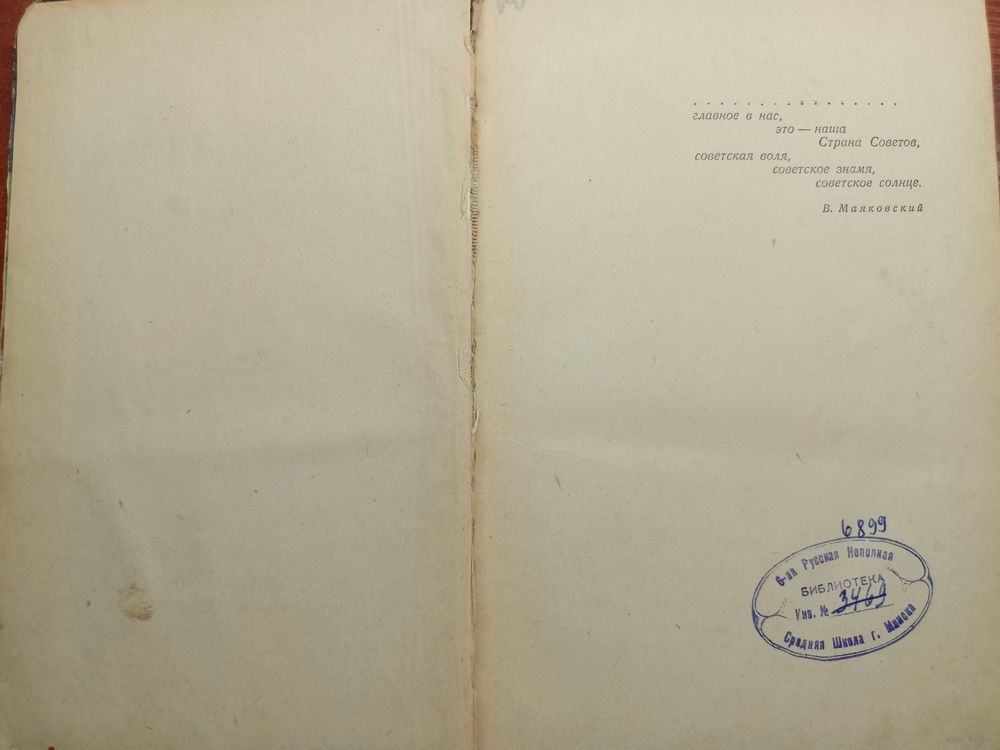 . . . . . . . . . . . . . . . .
главное в нас,
это — наша
Страна Советов,
советская воля,
советское знамя,
советское солнце.
В. Маяковский
6899
6-ая Русская Неполная
БИБЛИОТЕКА
Инв. № 3469
Средняя Школа г. Минска